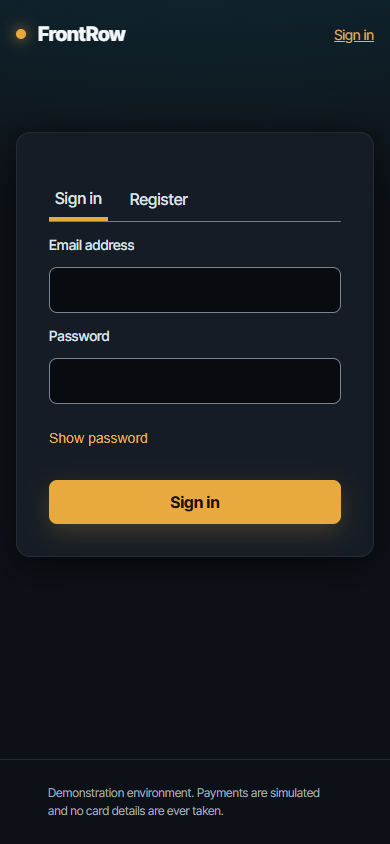 FrontRow
Sign in
Sign in
Register
Email address
Password
Show password
Sign in
Demonstration environment. Payments are simulated
and no card details are ever taken.